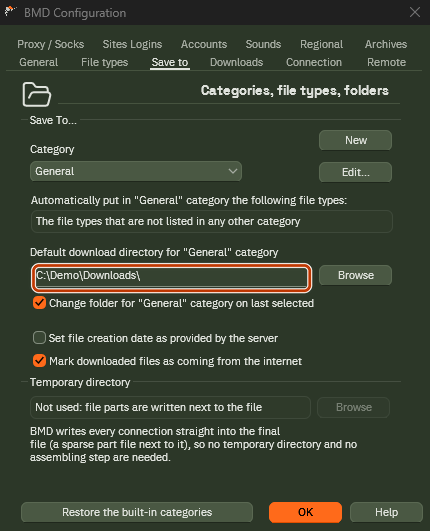 BMD Configuration
Proxy / Socks Sites Logins Accounts Sounds Regional Archives
General File types Save to Downloads Connection Remote
Categories, file types, folders
Save To...
New
Category
General
Edit...
Automatically put in "General" category the following file types:
The file types that are not listed in any other category
Default download directory for "General" category
C:\Demo\Downloads\
Browse
Change folder for "General" category on last selected
Set file creation date as provided by the server
Mark downloaded files as coming from the internet
Temporary directory
Not used: file parts are written next to the file
Browse
BMD writes every connection straight into the final
file (a sparse part file next to it), so no temporary directory and no
assembling step are needed.
Restore the built-in categories OK Help